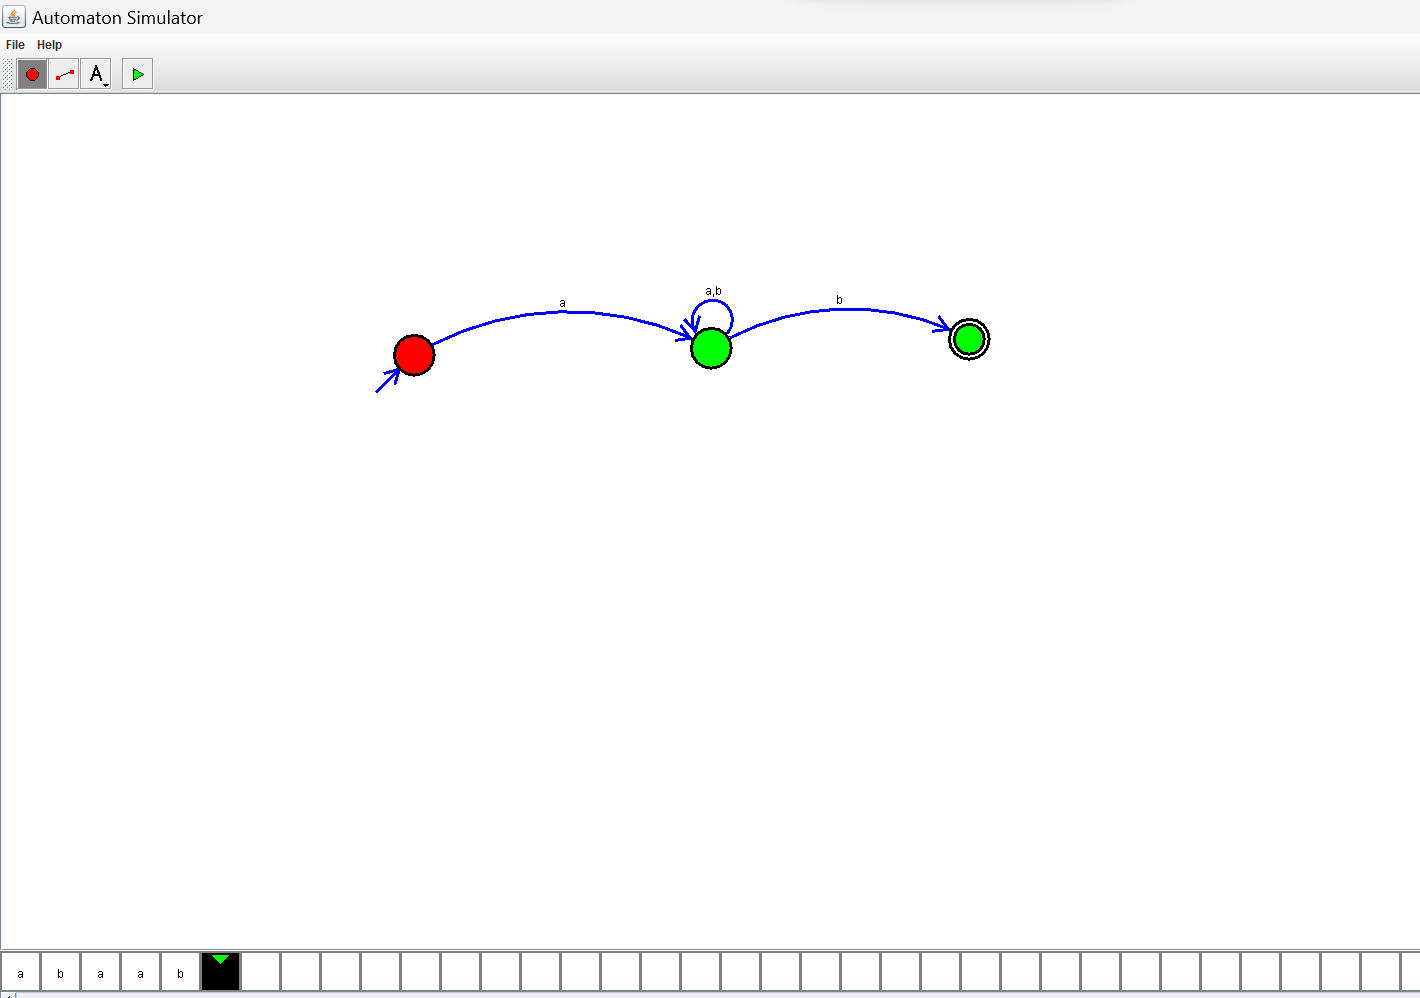 Automaton Simulator
File Help
A
a,b
a
b
a b a a b